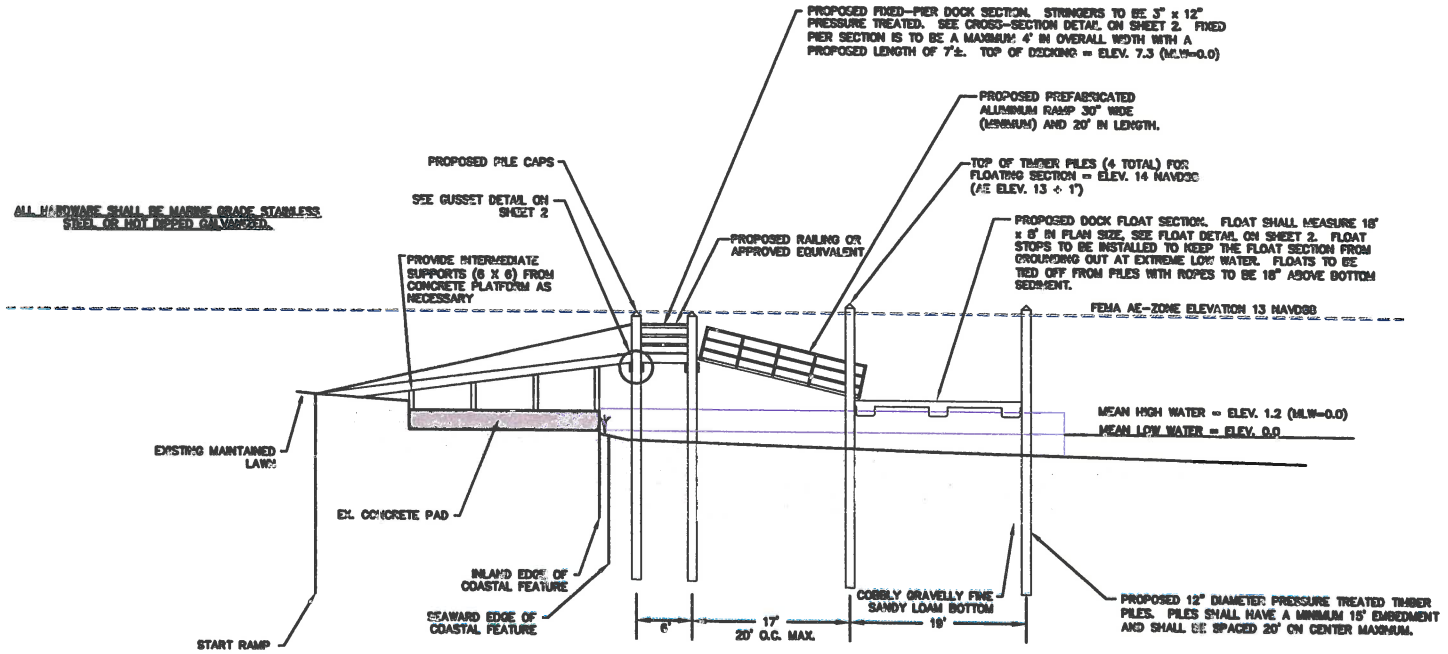 PROPOSED FIXED-PIER DOCK SECTION. STRINGERS TO BE 3" x 12"
PRESSURE TREATED. SEE CROSS-SECTION DETAIL ON SHEET 2. FIXED
PIER SECTION IS TO BE A MAXIMUM 4' IN OVERALL WIDTH WITH A
PROPOSED LENGTH OF 7'±. TOP OF DECKING = ELEV. 7.3 (MLW=0.0)
PROPOSED PREFABRICATED
ALUMINUM RAMP 30" WIDE
(MINIMUM) AND 20' IN LENGTH.
PROPOSED PILE CAPS
TOP OF TIMBER PILES (4 TOTAL) FOR
FLOATING SECTION = ELEV. 14 NAVD88
(AE ELEV. 13 + 1')
SEE GUSSET DETAIL ON
SHEET 2
ALL HARDWARE SHALL BE MARINE GRADE STAINLESS
STEEL OR HOT DIPPED GALVANIZED.
PROPOSED RAILING OR
APPROVED EQUIVALENT
PROPOSED DOCK FLOAT SECTION. FLOAT SHALL MEASURE 18'
x 8' IN PLAN SIZE, SEE FLOAT DETAIL ON SHEET 2. FLOAT
STOPS TO BE INSTALLED TO KEEP THE FLOAT SECTION FROM
GROUNDING OUT AT EXTREME LOW WATER. FLOATS TO BE
TIED OFF FROM PILES WITH ROPES TO BE 18" ABOVE BOTTOM
SEDIMENT.
PROVIDE INTERMEDIATE
SUPPORTS (6 X 6) FROM
CONCRETE PLATFORM AS
NECESSARY
FEMA AE-ZONE ELEVATION 13 NAVD88
MEAN HIGH WATER = ELEV. 1.2 (MLW=0.0)
MEAN LOW WATER = ELEV. 0.0
EXISTING MAINTAINED
LAWN
EX. CONCRETE PAD
INLAND EDGE OF
COASTAL FEATURE
SEAWARD EDGE OF
COASTAL FEATURE
START RAMP
6'
17'
20' O.C. MAX.
19'
COBBLY GRAVELLY FINE
SANDY LOAM BOTTOM
PROPOSED 12" DIAMETER PRESSURE TREATED TIMBER
PILES. PILES SHALL HAVE A MINIMUM 15' EMBEDMENT
AND SHALL BE SPACED 20' ON CENTER MAXIMUM.